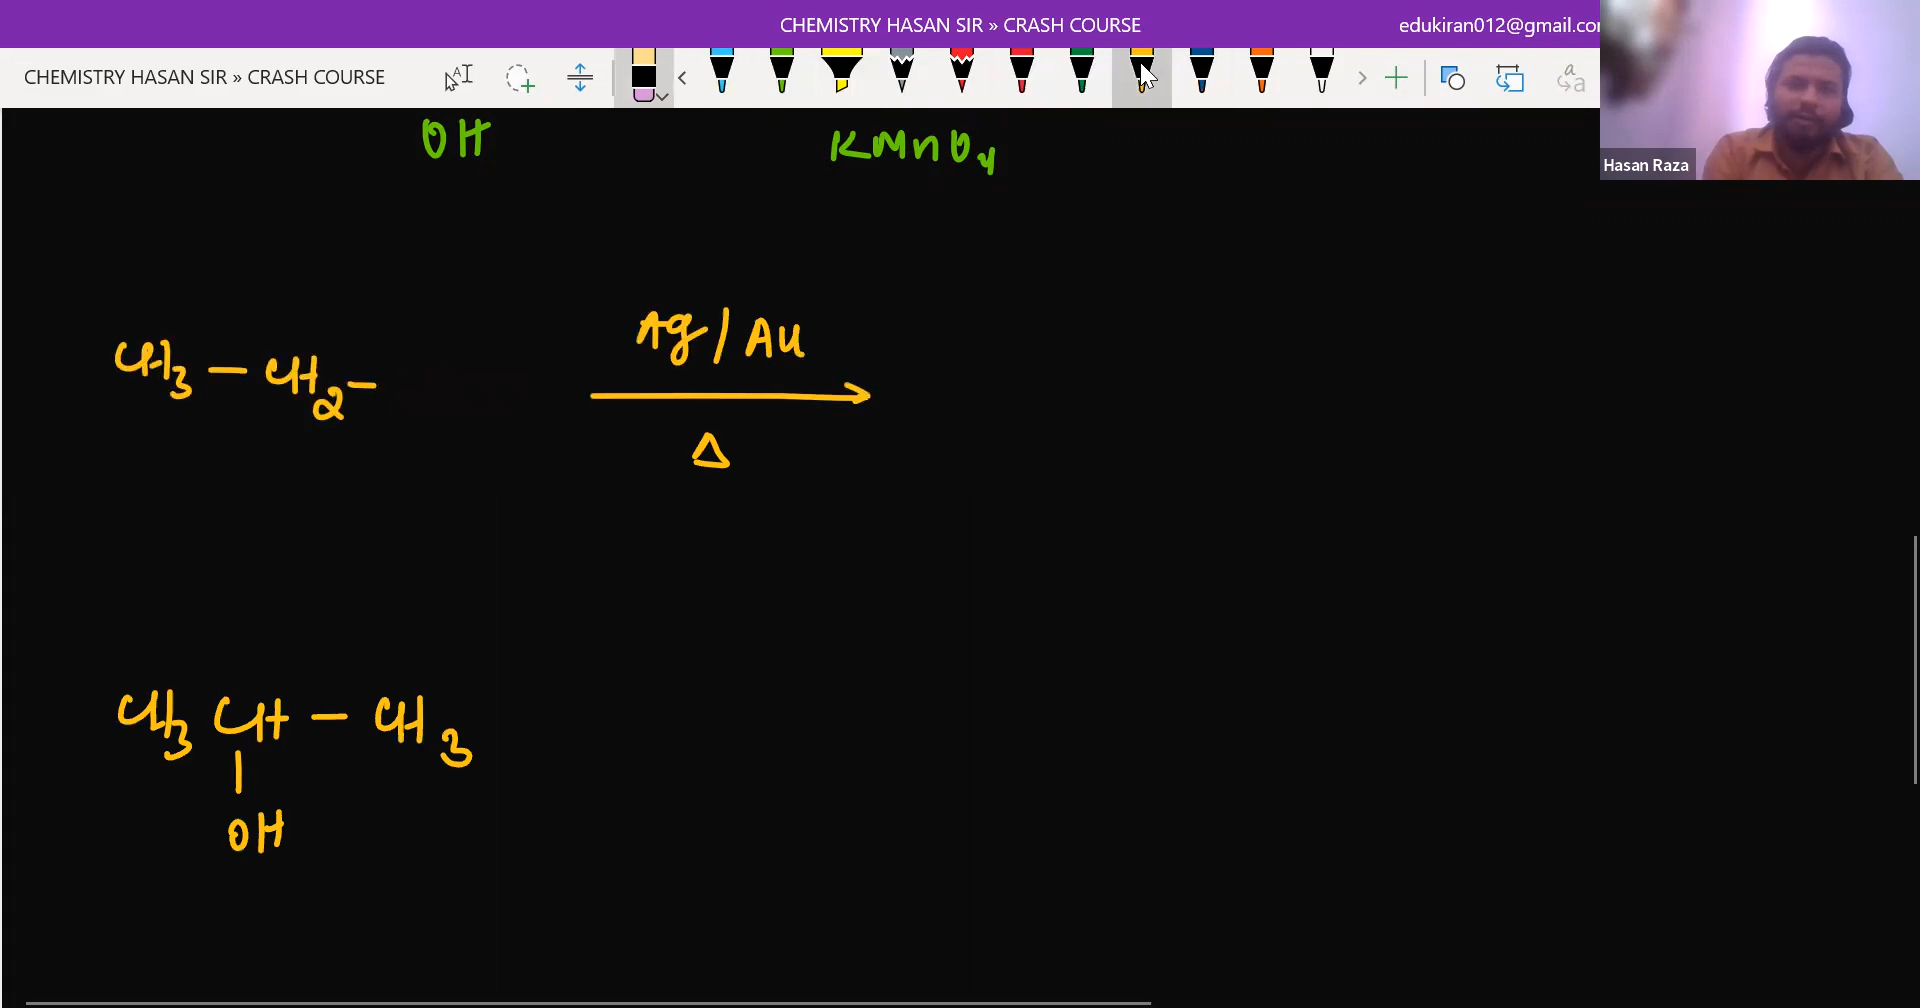 CHEMISTRY HASAN SIR » CRASH COURSE
edukiran012@gmail.co
CHEMISTRY HASAN SIR » CRASH COURSE
Hasan Raza
OH
KMnO4
Ag/Au
CH3 — CH2 —
Δ
CH3 CH — CH3
|
OH